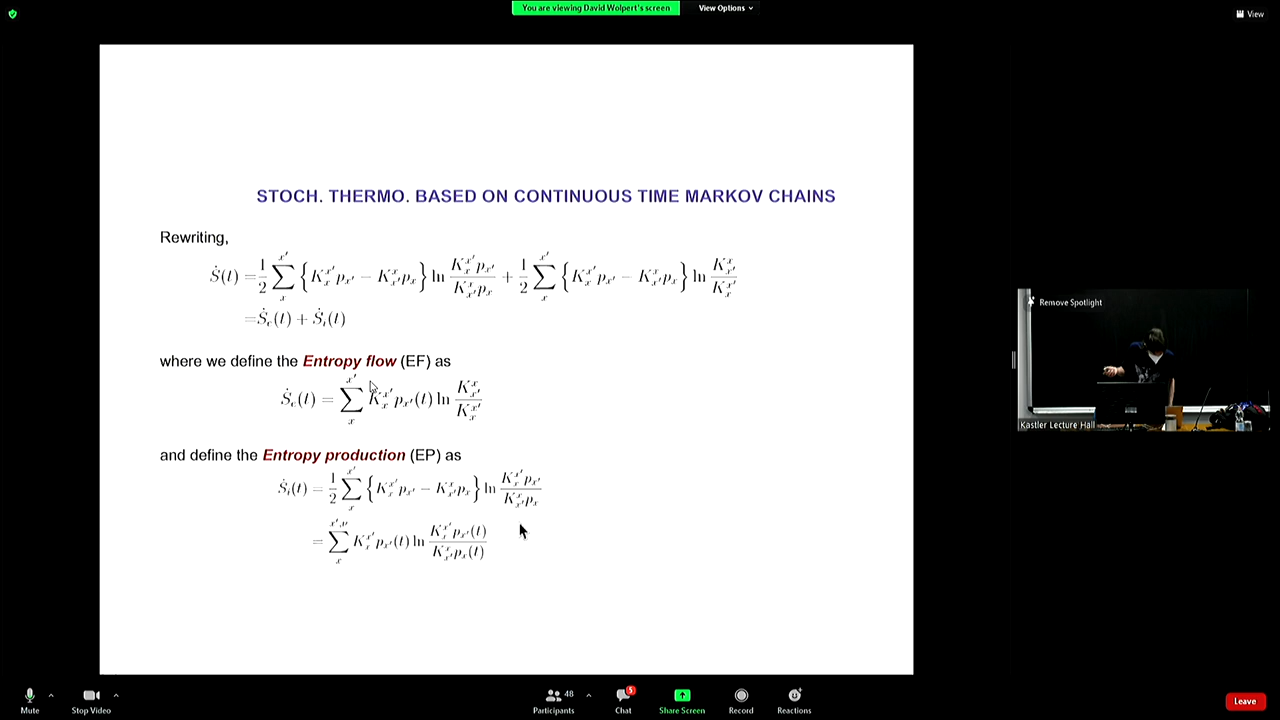 You are viewing David Wolpert's screen View Options
View
STOCH. THERMO. BASED ON CONTINUOUS TIME MARKOV CHAINS
Rewriting,
Ṡ(t) = 1/2 ∑_x^{x'} { K_x^{x'} p_{x'} − K_{x'}^x p_x } ln (K_x^{x'} p_{x'} / K_{x'}^x p_x) + 1/2 ∑_x^{x'} { K_x^{x'} p_{x'} − K_{x'}^x p_x } ln (K_{x'}^x / K_x^{x'})
= Ṡ_e(t) + Ṡ_i(t)
where we define the Entropy flow (EF) as
Ṡ_e(t) = ∑_x^{x'} K_x^{x'} p_{x'}(t) ln (K_{x'}^x / K_x^{x'})
and define the Entropy production (EP) as
Ṡ_i(t) = 1/2 ∑_x^{x'} { K_x^{x'} p_{x'} − K_{x'}^x p_x } ln (K_x^{x'} p_{x'} / K_{x'}^x p_x)
= ∑_x^{x',ν} K_x^{x'} p_{x'}(t) ln (K_x^{x'} p_{x'}(t) / K_{x'}^x p_x(t))
Remove Spotlight
Kastler Lecture Hall
Mute
Stop Video
48
Participants
5
Chat
Share Screen
Record
Reactions
Leave